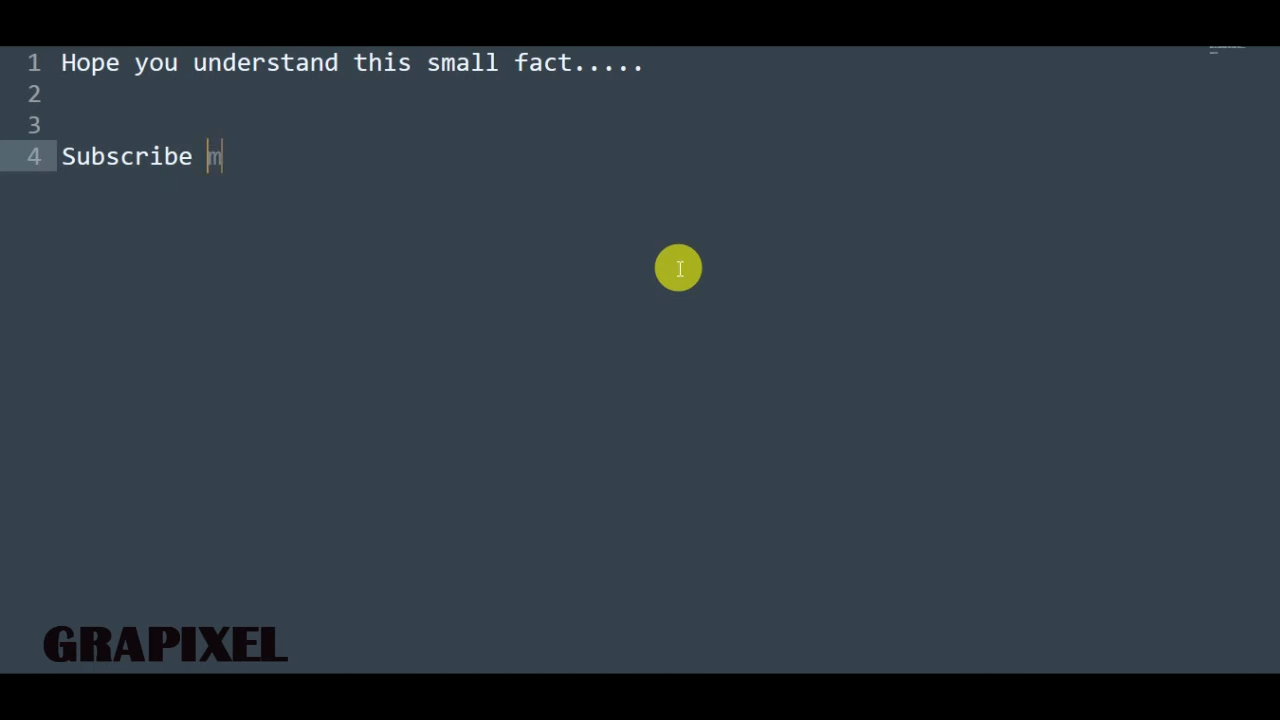 1 Hope you understand this small fact.....
2
3
4 Subscribe m
GRAPIXEL